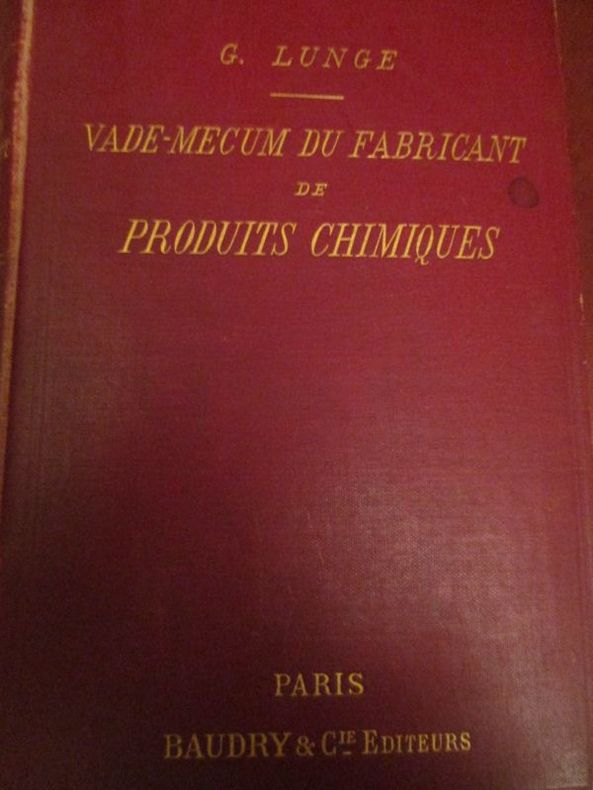 G. LUNGE
VADE-MECUM DU FABRICANT
DE
PRODUITS CHIMIQUES
PARIS
BAUDRY & CIE EDITEURS